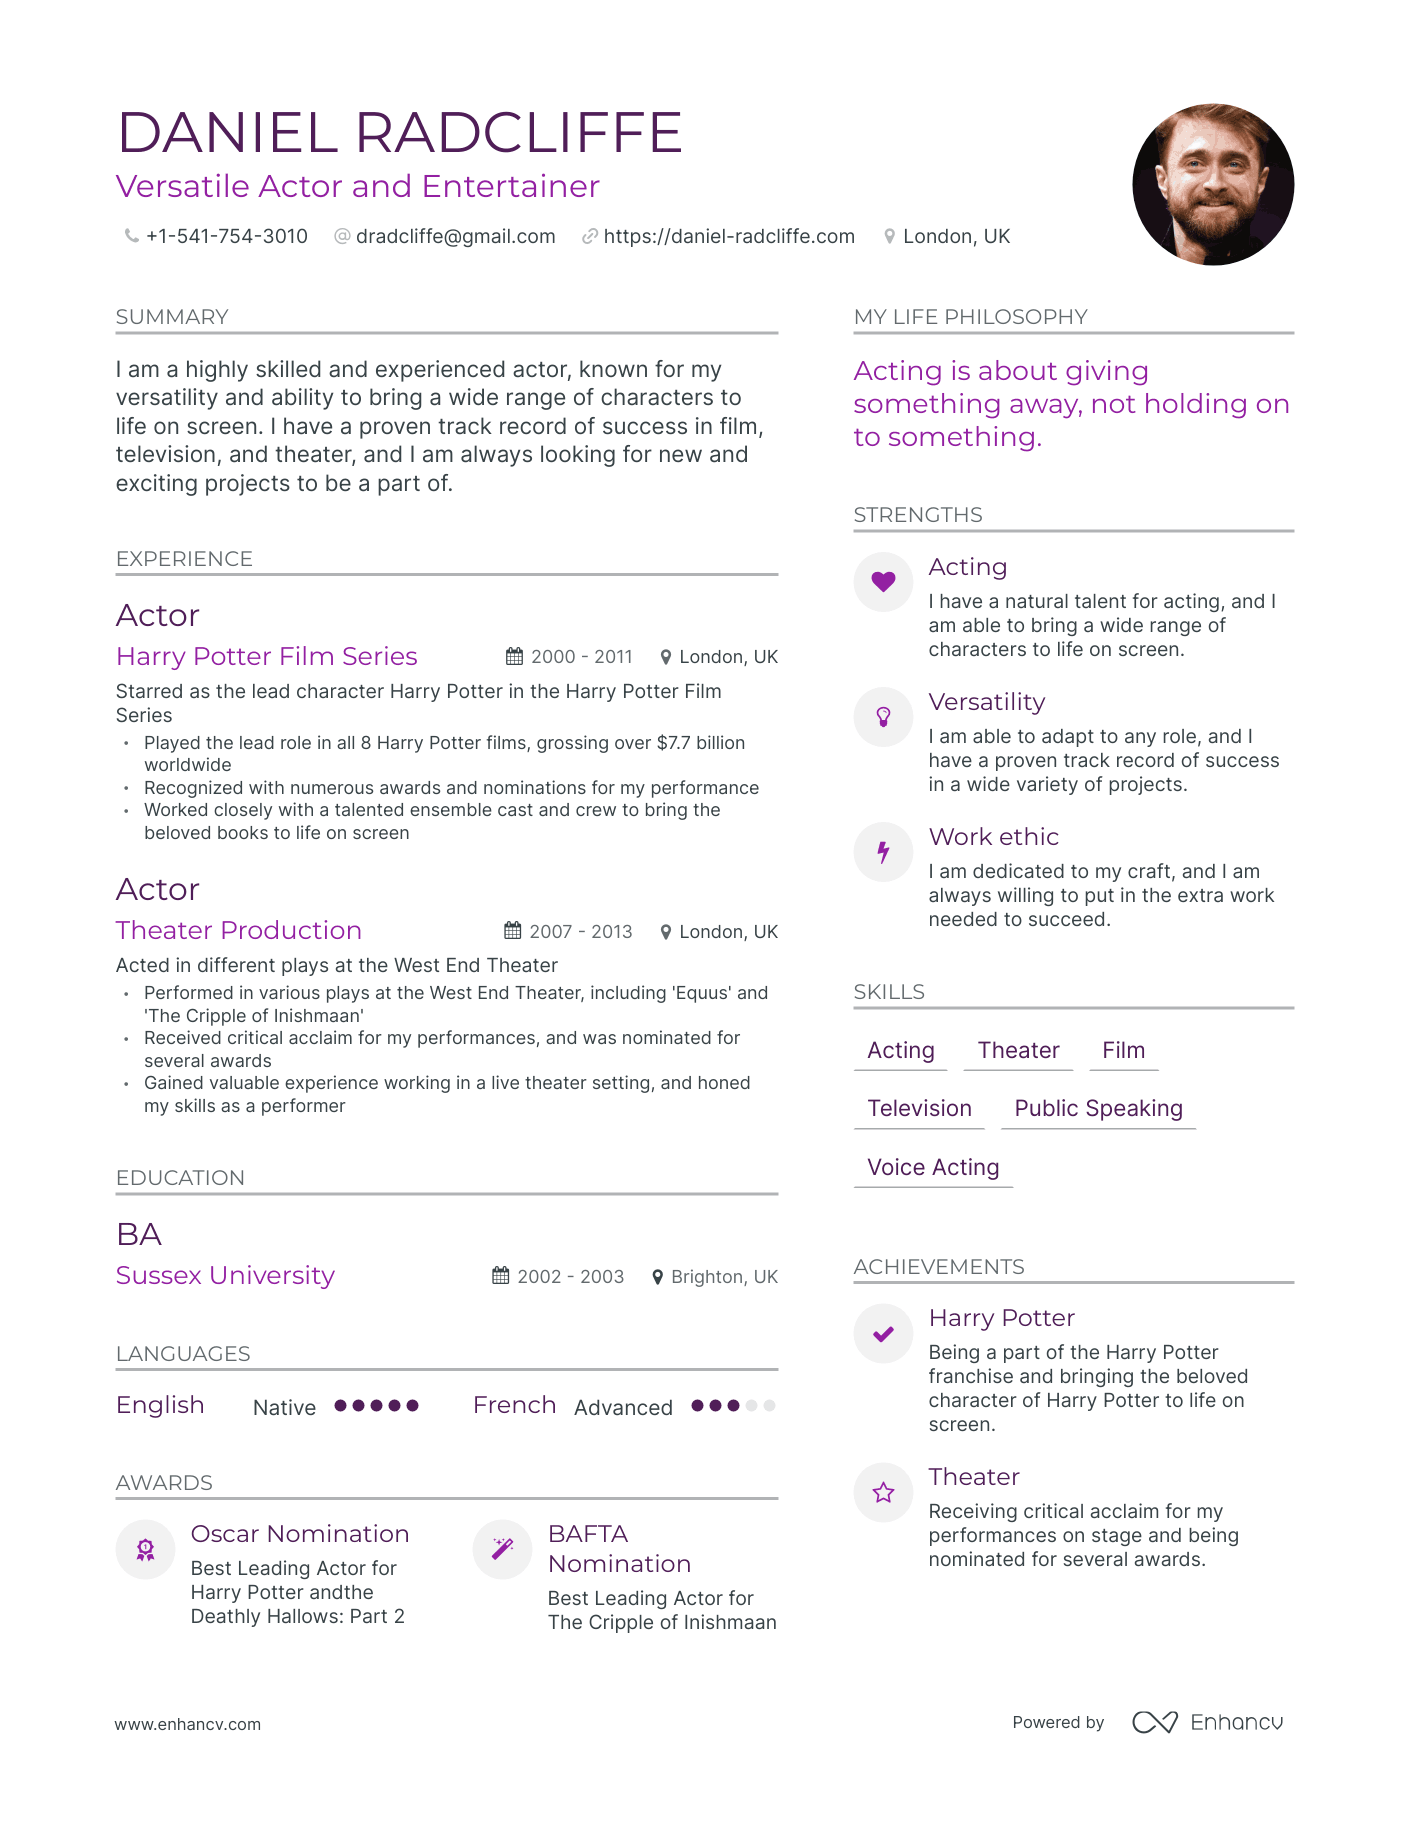 DANIEL RADCLIFFE
Versatile Actor and Entertainer
+1-541-754-3010 @ dradcliffe@gmail.com https://daniel-radcliffe.com London, UK
SUMMARY
I am a highly skilled and experienced actor, known for my
versatility and ability to bring a wide range of characters to
life on screen. I have a proven track record of success in film,
television, and theater, and I am always looking for new and
exciting projects to be a part of.
EXPERIENCE
Actor
Harry Potter Film Series 2000 - 2011 London, UK
Starred as the lead character Harry Potter in the Harry Potter Film
Series
• Played the lead role in all 8 Harry Potter films, grossing over $7.7 billion
worldwide
• Recognized with numerous awards and nominations for my performance
• Worked closely with a talented ensemble cast and crew to bring the
beloved books to life on screen
Actor
Theater Production 2007 - 2013 London, UK
Acted in different plays at the West End Theater
• Performed in various plays at the West End Theater, including 'Equus' and
'The Cripple of Inishmaan'
• Received critical acclaim for my performances, and was nominated for
several awards
• Gained valuable experience working in a live theater setting, and honed
my skills as a performer
EDUCATION
BA
Sussex University 2002 - 2003 Brighton, UK
LANGUAGES
English Native French Advanced
AWARDS
Oscar Nomination
Best Leading Actor for
Harry Potter andthe
Deathly Hallows: Part 2
BAFTA
Nomination
Best Leading Actor for
The Cripple of Inishmaan
MY LIFE PHILOSOPHY
Acting is about giving
something away, not holding on
to something.
STRENGTHS
Acting
I have a natural talent for acting, and I
am able to bring a wide range of
characters to life on screen.
Versatility
I am able to adapt to any role, and I
have a proven track record of success
in a wide variety of projects.
Work ethic
I am dedicated to my craft, and I am
always willing to put in the extra work
needed to succeed.
SKILLS
Acting Theater Film
Television Public Speaking
Voice Acting
ACHIEVEMENTS
Harry Potter
Being a part of the Harry Potter
franchise and bringing the beloved
character of Harry Potter to life on
screen.
Theater
Receiving critical acclaim for my
performances on stage and being
nominated for several awards.
www.enhancv.com
Powered by Enhancv